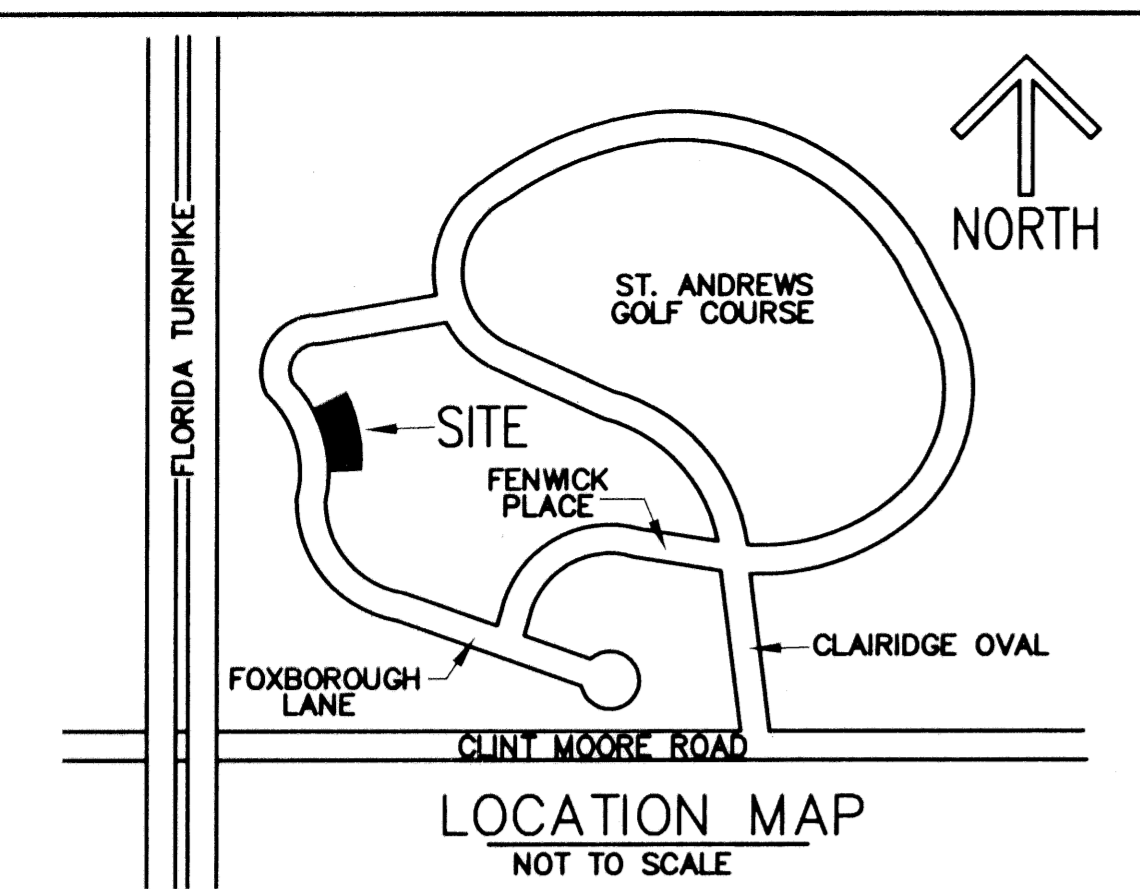 NORTH
FLORIDA TURNPIKE
ST. ANDREWS
GOLF COURSE
SITE
FENWICK
PLACE
CLAIRIDGE OVAL
FOXBOROUGH
LANE
CLINT MOORE ROAD
LOCATION MAP
NOT TO SCALE